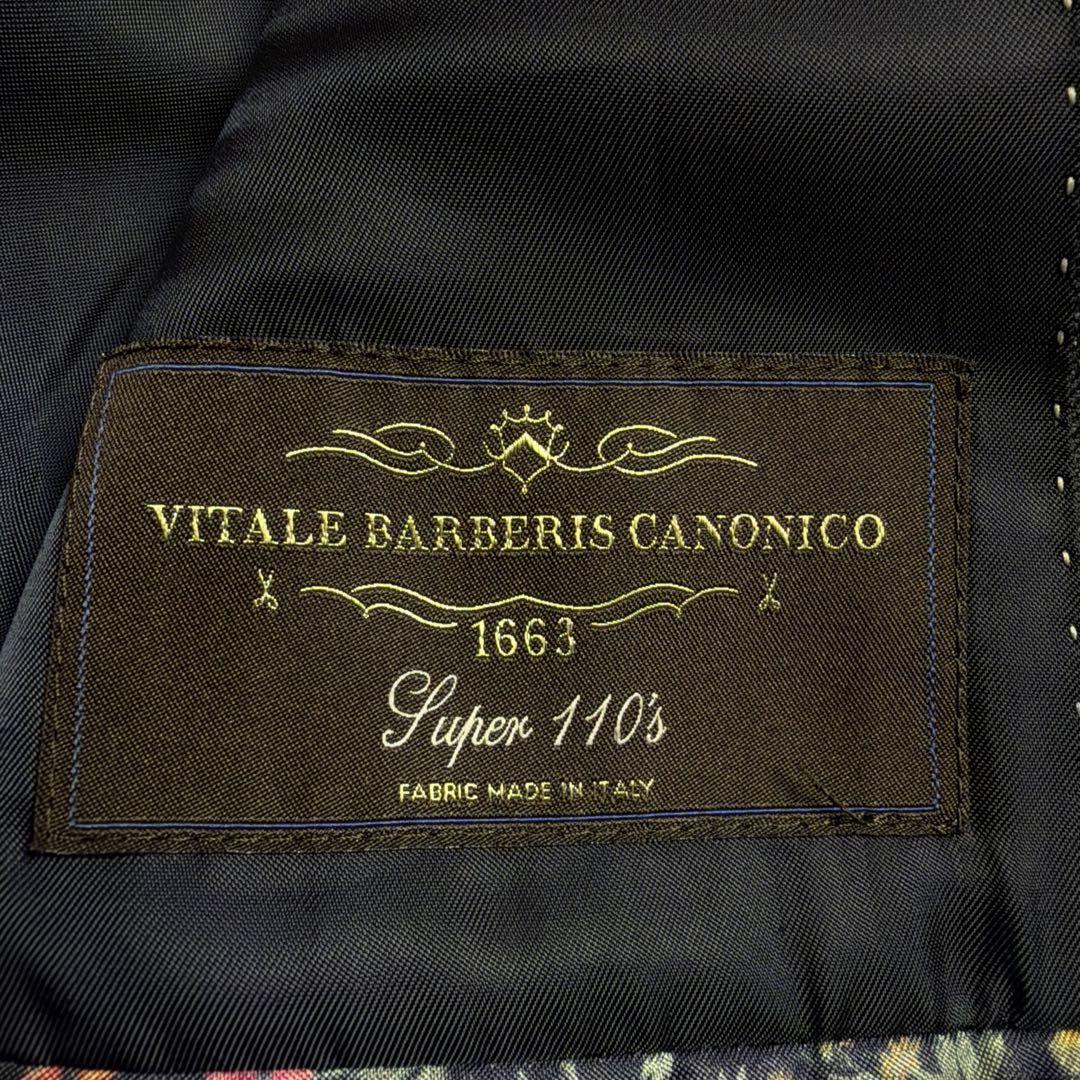 VITALE BARBERIS CANONICO
1663
Super 110's
FABRIC MADE IN ITALY